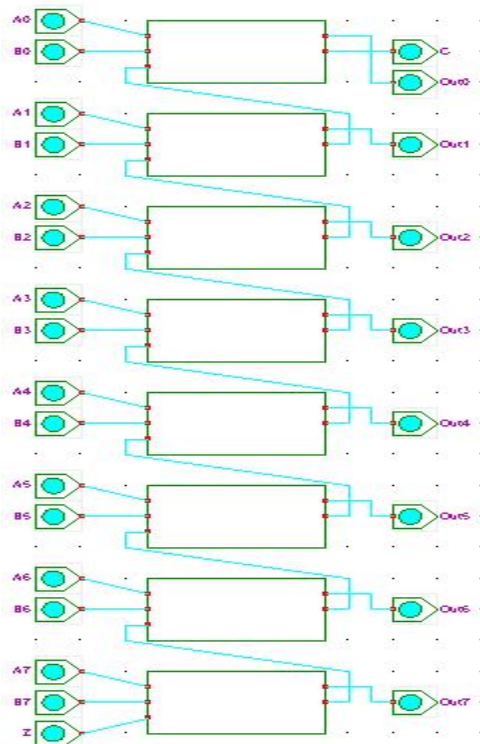 A0
B0 C
Out0
A1
B1 Out1
A2
B2 Out2
A3
B3 Out3
A4
B4 Out4
A5
B5 Out5
A6
B6 Out6
A7
B7 Out7
Z